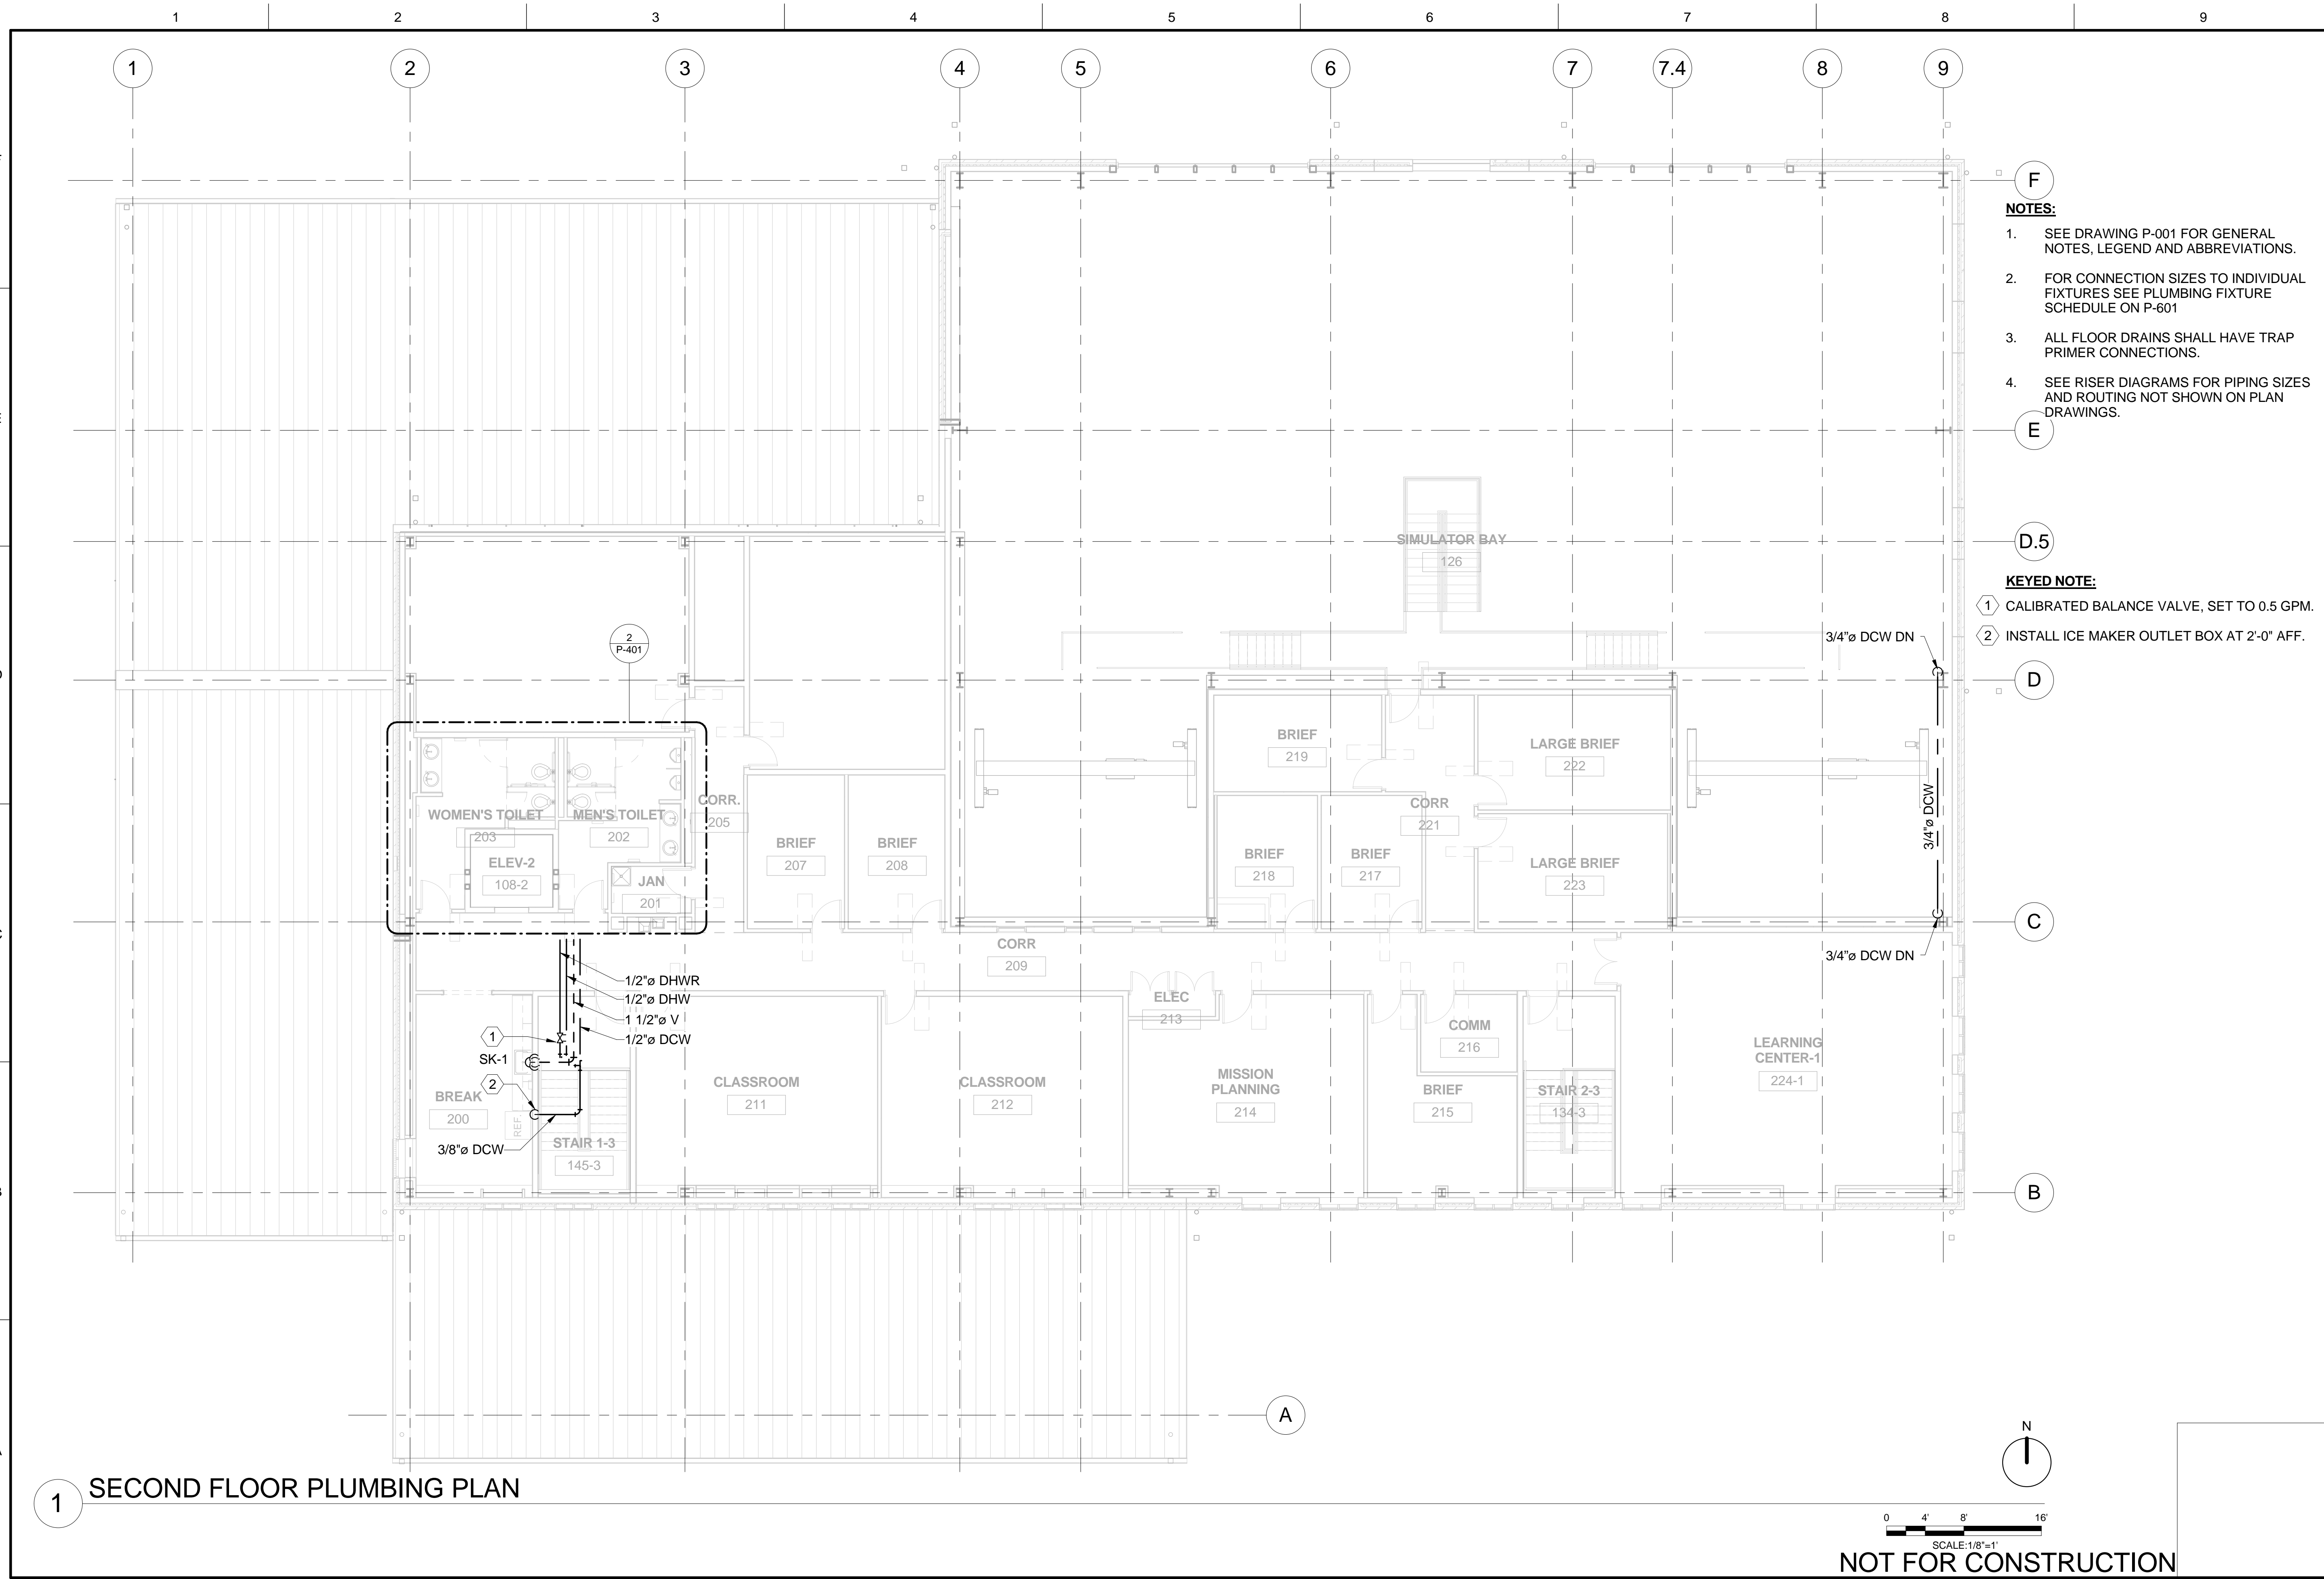 1 2 3 4 5 6 7 8 9
1 2 3 4 5 6 7 7.4 8 9
F
NOTES:
1. SEE DRAWING P-001 FOR GENERAL
NOTES, LEGEND AND ABBREVIATIONS.
2. FOR CONNECTION SIZES TO INDIVIDUAL
FIXTURES SEE PLUMBING FIXTURE
SCHEDULE ON P-601
3. ALL FLOOR DRAINS SHALL HAVE TRAP
PRIMER CONNECTIONS.
4. SEE RISER DIAGRAMS FOR PIPING SIZES
AND ROUTING NOT SHOWN ON PLAN
DRAWINGS.
E
D.5
KEYED NOTE:
1 CALIBRATED BALANCE VALVE, SET TO 0.5 GPM.
2 INSTALL ICE MAKER OUTLET BOX AT 2'-0" AFF.
SIMULATOR BAY
126
2
P-401
3/4"ø DCW DN
D
BRIEF
219
LARGE BRIEF
222
WOMEN'S TOILET
203
MEN'S TOILET
202
CORR.
205
ELEV-2
108-2
JAN
201
BRIEF
207
BRIEF
208
CORR
221
BRIEF
218
BRIEF
217
LARGE BRIEF
223
3/4"ø DCW
C
3/4"ø DCW DN
CORR
209
1/2"ø DHWR
1/2"ø DHW
1 1/2"ø V
1/2"ø DCW
1
SK-1
2
BREAK
200
REF.
3/8"ø DCW
STAIR 1-3
145-3
CLASSROOM
211
CLASSROOM
212
ELEC
213
MISSION
PLANNING
214
COMM
216
BRIEF
215
STAIR 2-3
134-3
LEARNING
CENTER-1
224-1
B
A
N
1 SECOND FLOOR PLUMBING PLAN
0 4' 8' 16'
SCALE:1/8"=1'
NOT FOR CONSTRUCTION